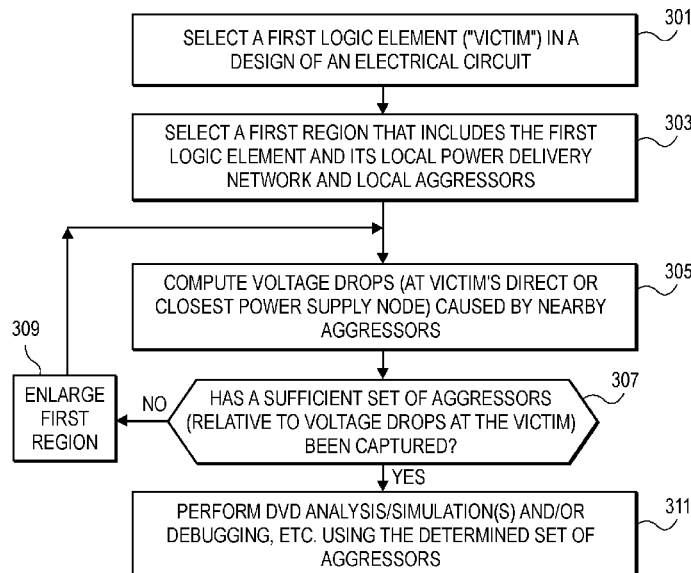 301
SELECT A FIRST LOGIC ELEMENT ("VICTIM") IN A
DESIGN OF AN ELECTRICAL CIRCUIT
303
SELECT A FIRST REGION THAT INCLUDES THE FIRST
LOGIC ELEMENT AND ITS LOCAL POWER DELIVERY
NETWORK AND LOCAL AGGRESSORS
305
COMPUTE VOLTAGE DROPS (AT VICTIM'S DIRECT OR
CLOSEST POWER SUPPLY NODE) CAUSED BY NEARBY
AGGRESSORS
309
ENLARGE
FIRST
REGION
NO
307
HAS A SUFFICIENT SET OF AGGRESSORS
(RELATIVE TO VOLTAGE DROPS AT THE VICTIM)
BEEN CAPTURED?
YES
311
PERFORM DVD ANALYSIS/SIMULATION(S) AND/OR
DEBUGGING, ETC. USING THE DETERMINED SET OF
AGGRESSORS